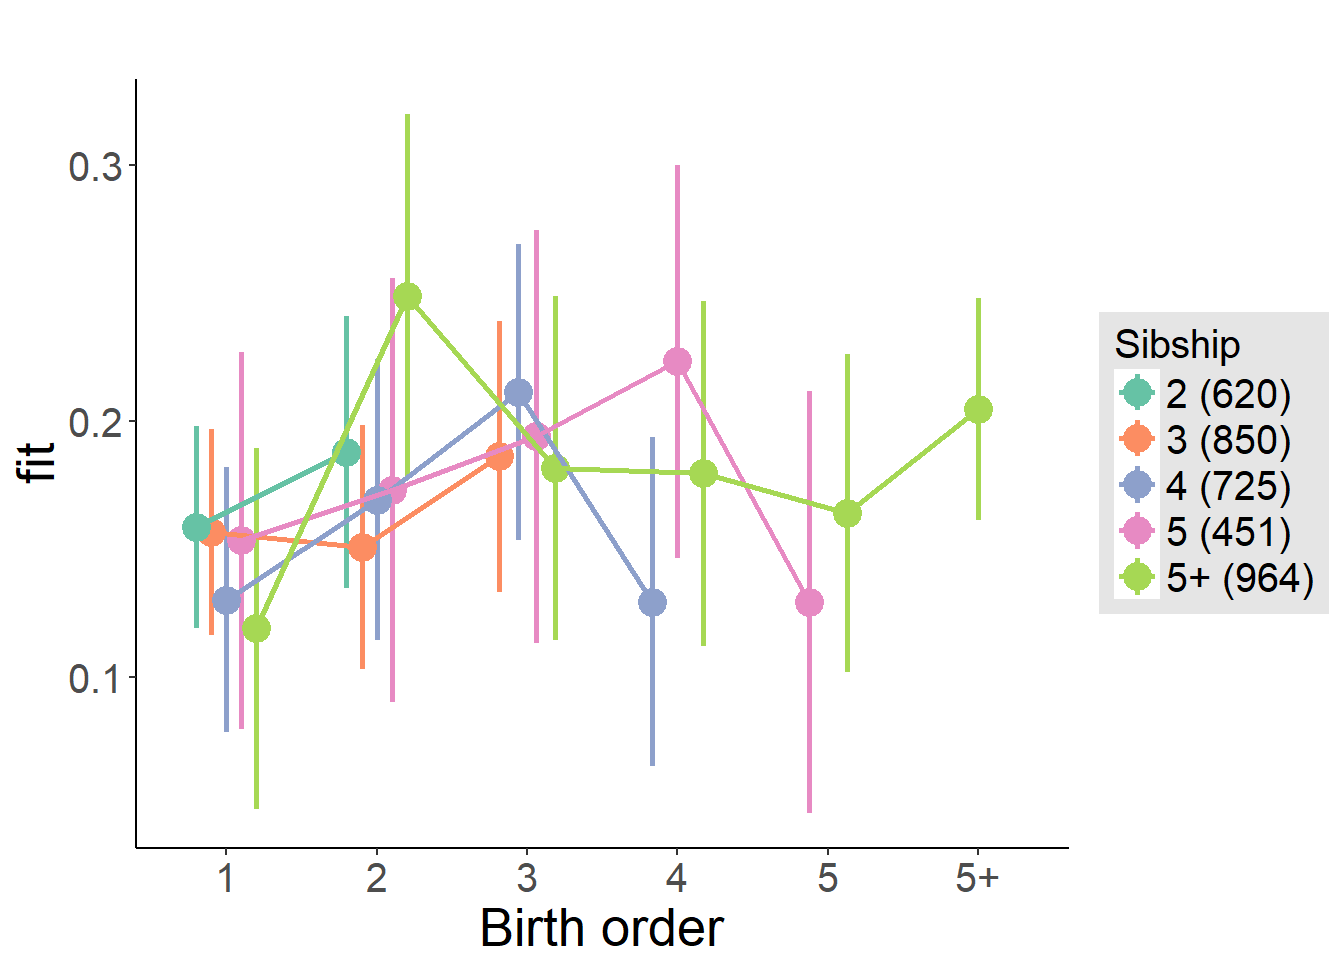 fit
0.3
0.2
0.1
1 2 3 4 5 5+
Birth order
Sibship
2 (620)
3 (850)
4 (725)
5 (451)
5+ (964)